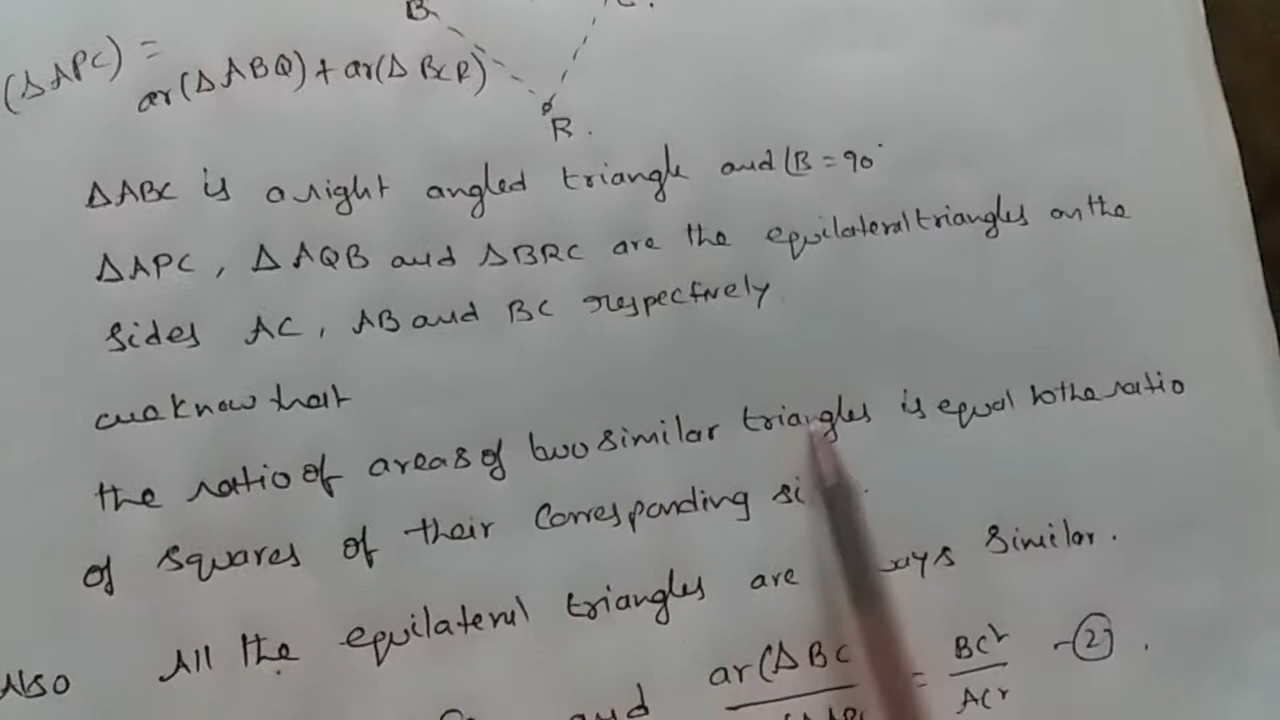 B
C.
(ΔAPC) =
ar(ΔABQ) + ar(Δ BCR)
R.
ΔABC is a right angled triangle and ∠B = 90°
ΔAPC, ΔAQB and ΔBRC are the equilateral triangles on the
sides AC, AB and BC respectively
we know that
the ratio of areas of two similar triangles is equal to the ratio
of squares of their corresponding si
Also All the equilateral triangles are ays similar.
and ar(ΔBC = BC² / AC² -②.